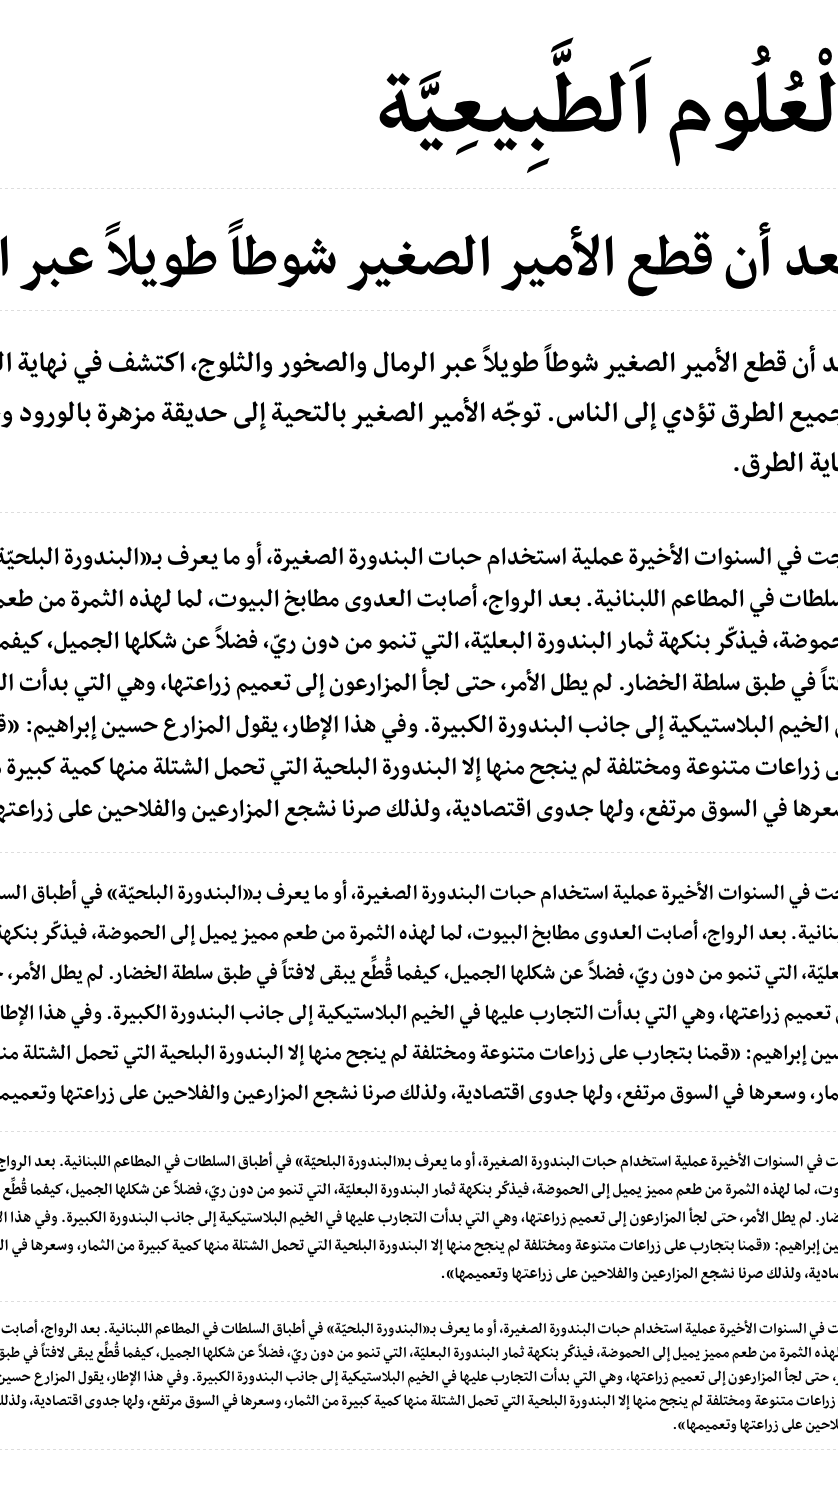 لْعُلُوم اَلطَّبِيعِيَّة
عد أن قطع الأمير الصغير شوطاً طويلاً عبر ا
د أن قطع الأمير الصغير شوطاً طويلاً عبر الرمال والصخور والثلوج، اكتشف في نهاية ال
جميع الطرق تؤدي إلى الناس. توجّه الأمير الصغير بالتحية إلى حديقة مزهرة بالورود و
اية الطرق.
جت في السنوات الأخيرة عملية استخدام حبات البندورة الصغيرة، أو ما يعرف بـ«البندورة البلحيّة
سلطات في المطاعم اللبنانية. بعد الرواج، أصابت العدوى مطابخ البيوت، لما لهذه الثمرة من طعم
حموضة، فيذكّر بنكهة ثمار البندورة البعليّة، التي تنمو من دون ريّ، فضلاً عن شكلها الجميل، كيفما
تاً في طبق سلطة الخضار. لم يطل الأمر، حتى لجأ المزارعون إلى تعميم زراعتها، وهي التي بدأت ال
ي الخيم البلاستيكية إلى جانب البندورة الكبيرة. وفي هذا الإطار، يقول المزارع حسين إبراهيم: «ق
ى زراعات متنوعة ومختلفة لم ينجح منها إلا البندورة البلحية التي تحمل الشتلة منها كمية كبيرة
سعرها في السوق مرتفع، ولها جدوى اقتصادية، ولذلك صرنا نشجع المزارعين والفلاحين على زراعته
جت في السنوات الأخيرة عملية استخدام حبات البندورة الصغيرة، أو ما يعرف بـ«البندورة البلحيّة» في أطباق الس
نانية. بعد الرواج، أصابت العدوى مطابخ البيوت، لما لهذه الثمرة من طعم مميز يميل إلى الحموضة، فيذكّر بنكهة
عليّة، التي تنمو من دون ريّ، فضلاً عن شكلها الجميل، كيفما قُطِّع يبقى لافتاً في طبق سلطة الخضار. لم يطل الأمر،
ى تعميم زراعتها، وهي التي بدأت التجارب عليها في الخيم البلاستيكية إلى جانب البندورة الكبيرة. وفي هذا الإطا
سين إبراهيم: «قمنا بتجارب على زراعات متنوعة ومختلفة لم ينجح منها إلا البندورة البلحية التي تحمل الشتلة من
مار، وسعرها في السوق مرتفع، ولها جدوى اقتصادية، ولذلك صرنا نشجع المزارعين والفلاحين على زراعتها وتعميم
ت في السنوات الأخيرة عملية استخدام حبات البندورة الصغيرة، أو ما يعرف بـ«البندورة البلحيّة» في أطباق السلطات في المطاعم اللبنانية. بعد الرواج
وت، لما لهذه الثمرة من طعم مميز يميل إلى الحموضة، فيذكّر بنكهة ثمار البندورة البعليّة، التي تنمو من دون ريّ، فضلاً عن شكلها الجميل، كيفما قُطِّع
ضار. لم يطل الأمر، حتى لجأ المزارعون إلى تعميم زراعتها، وهي التي بدأت التجارب عليها في الخيم البلاستيكية إلى جانب البندورة الكبيرة. وفي هذا الإ
ين إبراهيم: «قمنا بتجارب على زراعات متنوعة ومختلفة لم ينجح منها إلا البندورة البلحية التي تحمل الشتلة منها كمية كبيرة من الثمار، وسعرها في ال
صادية، ولذلك صرنا نشجع المزارعين والفلاحين على زراعتها وتعميمها».
ت في السنوات الأخيرة عملية استخدام حبات البندورة الصغيرة، أو ما يعرف بـ«البندورة البلحيّة» في أطباق السلطات في المطاعم اللبنانية. بعد الرواج، أصابت
لهذه الثمرة من طعم مميز يميل إلى الحموضة، فيذكّر بنكهة ثمار البندورة البعليّة، التي تنمو من دون ريّ، فضلاً عن شكلها الجميل، كيفما قُطِّع يبقى لافتاً في طبق
ر، حتى لجأ المزارعون إلى تعميم زراعتها، وهي التي بدأت التجارب عليها في الخيم البلاستيكية إلى جانب البندورة الكبيرة. وفي هذا الإطار، يقول المزارع حسين
زراعات متنوعة ومختلفة لم ينجح منها إلا البندورة البلحية التي تحمل الشتلة منها كمية كبيرة من الثمار، وسعرها في السوق مرتفع، ولها جدوى اقتصادية، ولذلك
لاحين على زراعتها وتعميمها».